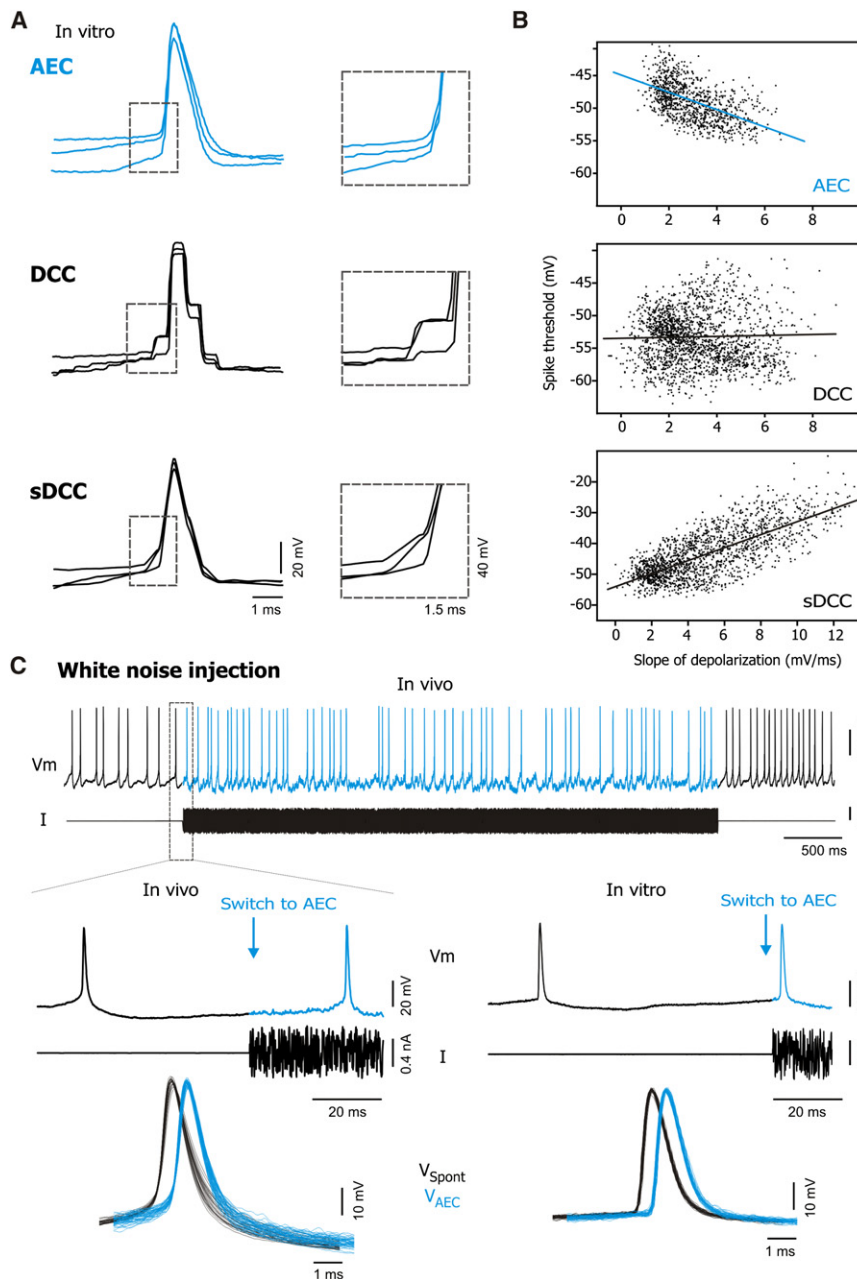 A
In vitro
AEC
DCC
sDCC
20 mV
1 ms
40 mV
1.5 ms
B
-45
-50
-55
-60
0 2 4 6 8
AEC
Spike threshold (mV)
-45
-50
-55
-60
0 2 4 6 8
DCC
-20
-30
-40
-50
-60
0 2 4 6 8 10 12
sDCC
Slope of depolarization (mV/ms)
C
White noise injection
In vivo
Vm
I
500 ms
In vivo
Switch to AEC
20 mV
0.4 nA
20 ms
Vm
I
In vitro
Switch to AEC
20 ms
10 mV
1 ms
VSpont
VAEC
10 mV
1 ms